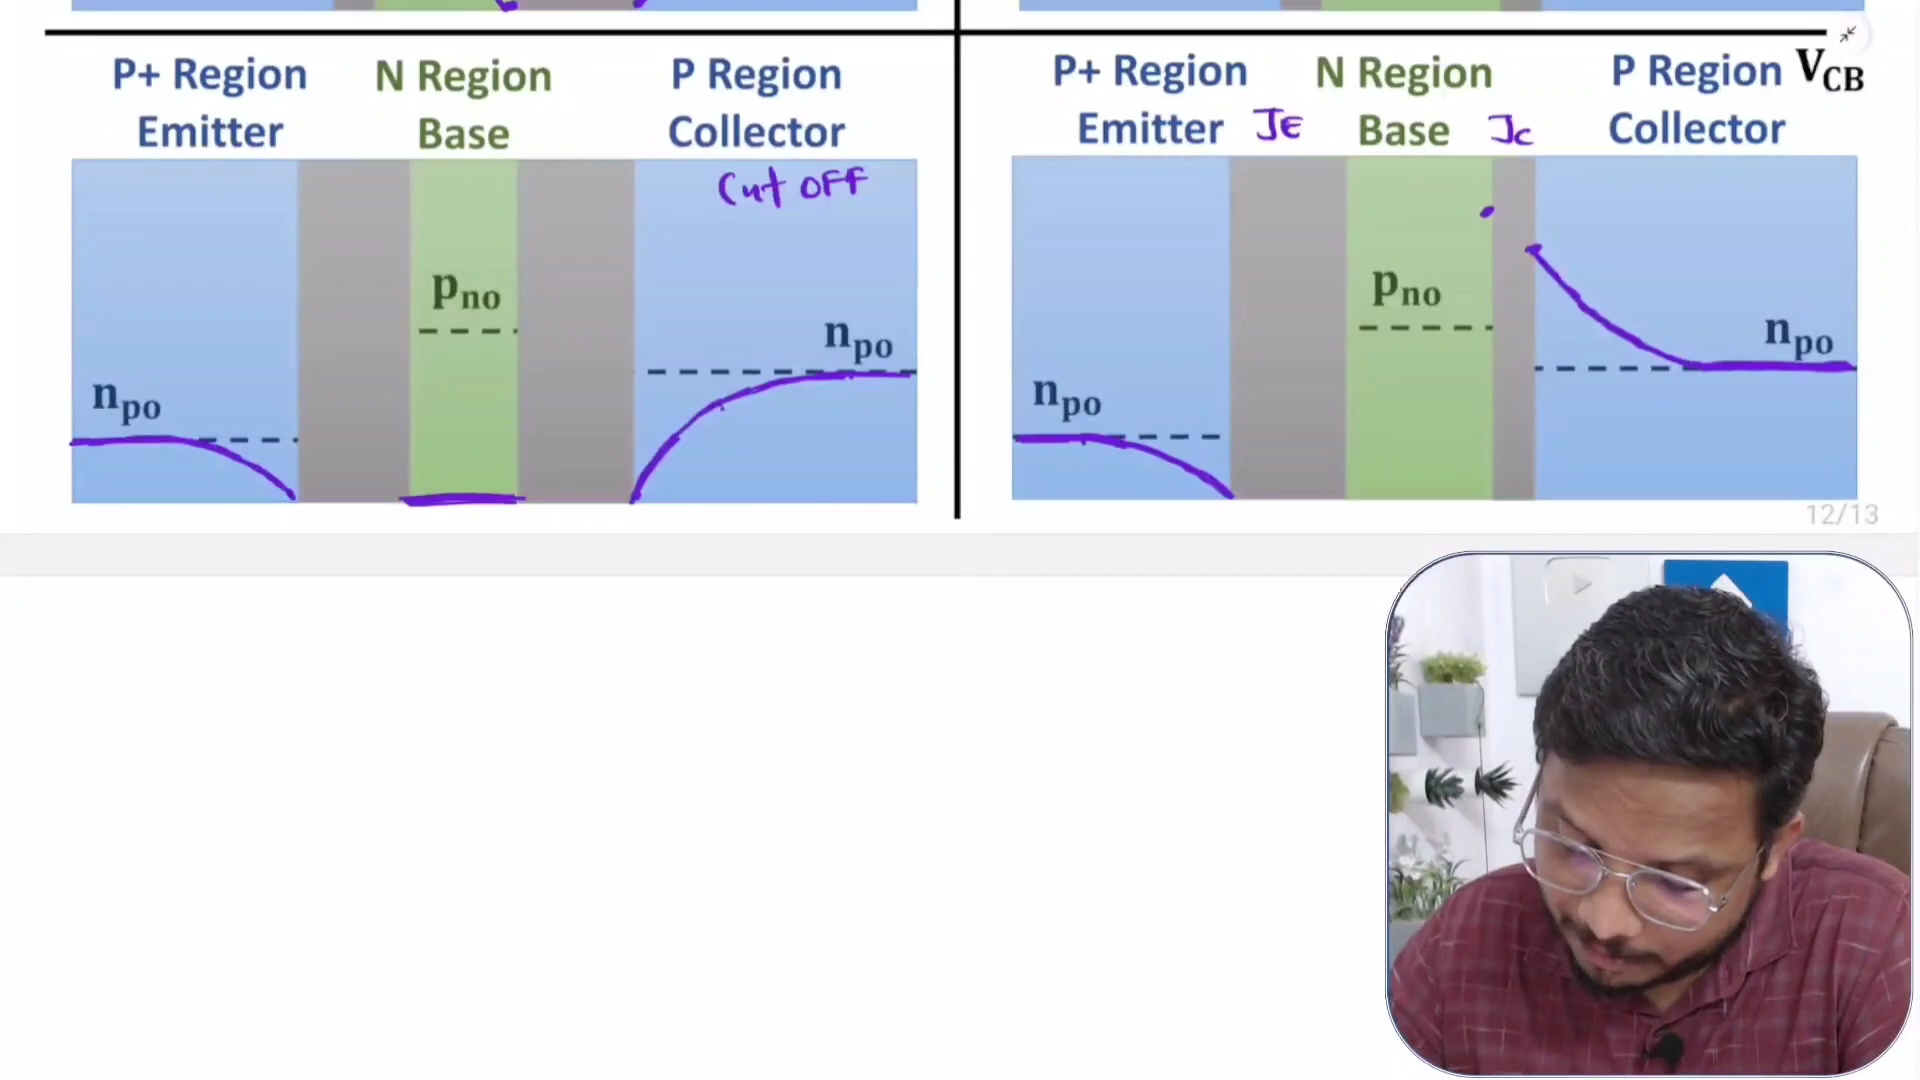 P+ Region N Region P Region
Emitter Base Collector
Cut OFF
pno
npo
npo
P+ Region N Region P Region VCB
Emitter JE Base Jc Collector
pno
npo
npo
12/13